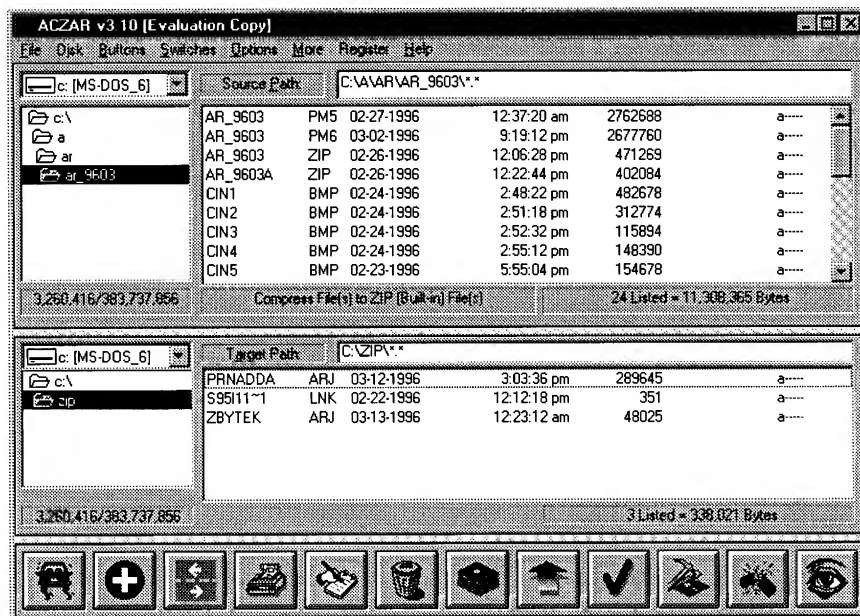 ACZAR v3.10 [Evaluation Copy]
File Disk Buttons Switches Options More Register Help
c: [MS-DOS_6] Source Path: C:\A\AR\AR_9603\*.*
c:\
a
ar
ar_9603
AR_9603 PM5 02-27-1996 12:37:20 am 2762688 a-----
AR_9603 PM6 03-02-1996 9:19:12 pm 2677760 a-----
AR_9603 ZIP 02-26-1996 12:06:28 pm 471269 a-----
AR_9603A ZIP 02-26-1996 12:22:44 pm 402084 a-----
CIN1 BMP 02-24-1996 2:48:22 pm 482678 a-----
CIN2 BMP 02-24-1996 2:51:18 pm 312774 a-----
CIN3 BMP 02-24-1996 2:52:32 pm 115894 a-----
CIN4 BMP 02-24-1996 2:55:12 pm 148390 a-----
CIN5 BMP 02-23-1996 5:55:04 pm 154678 a-----
3,260,416/383,737,856 Compress File(s) to ZIP [Built-in] File(s) 24 Listed = 11,308,365 Bytes
c: [MS-DOS_6] Target Path: C:\ZIP\*.*
c:\
zip
PRNADDA ARJ 03-12-1996 3:03:36 pm 289645 a-----
S95I11~1 LNK 02-22-1996 12:12:18 pm 351 a-----
ZBYTEK ARJ 03-13-1996 12:23:12 am 48025 a-----
3,260,416/383,737,856 3 Listed = 338,021 Bytes